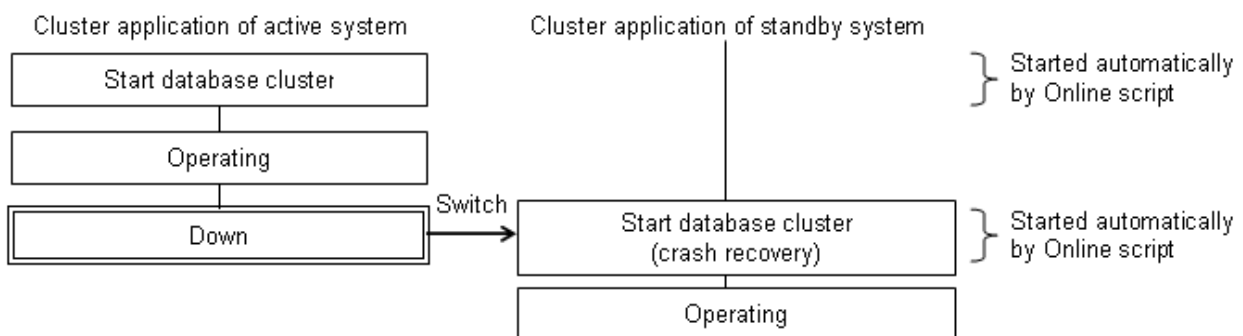 Cluster application of active system
Cluster application of standby system
Start database cluster
Started automatically
by Online script
Operating
Switch
Down
Start database cluster
(crash recovery)
Started automatically
by Online script
Operating